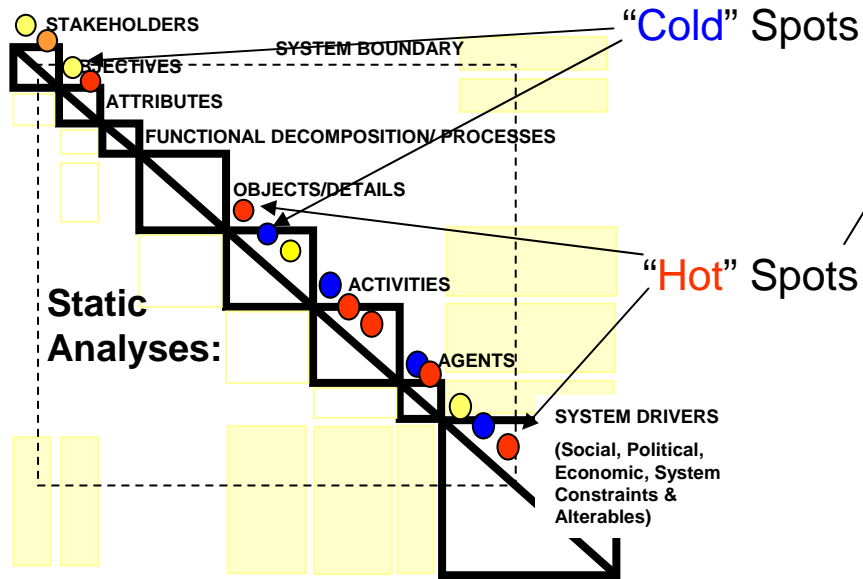 STAKEHOLDERS
“Cold” Spots
SYSTEM BOUNDARY
OBJECTIVES
ATTRIBUTES
FUNCTIONAL DECOMPOSITION/ PROCESSES
OBJECTS/DETAILS
“Hot” Spots
ACTIVITIES
Static
Analyses:
AGENTS
SYSTEM DRIVERS
(Social, Political,
Economic, System
Constraints &
Alterables)